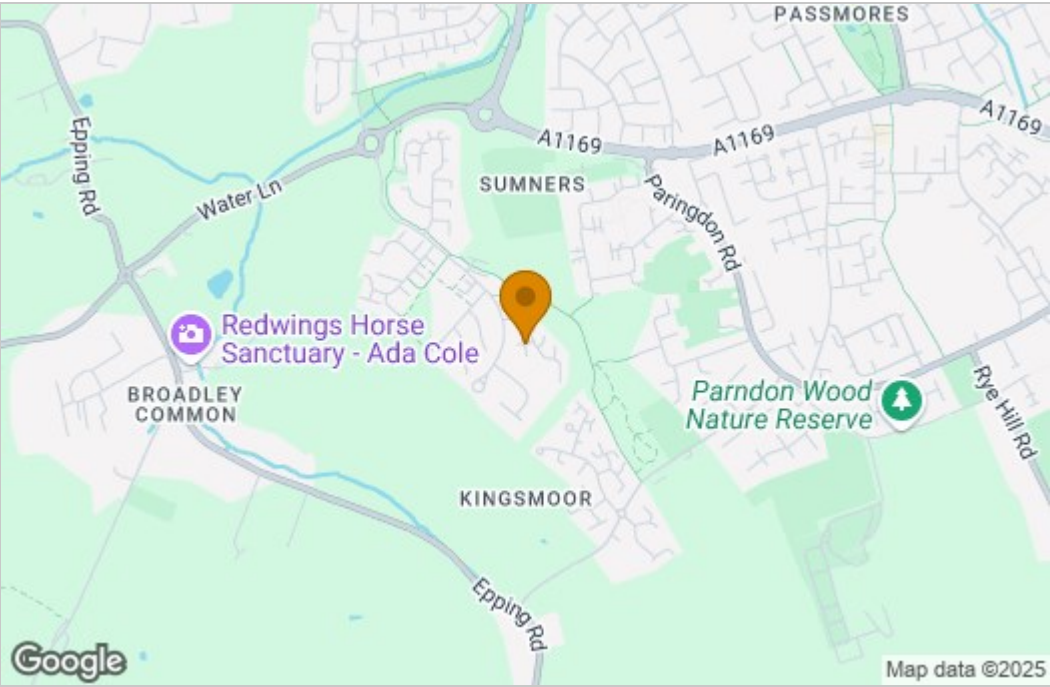 PASSMORES
A1169
A1169
A1169
Epping Rd
SUMNERS
Water Ln
Paringdon Rd
Redwings Horse
Sanctuary - Ada Cole
BROADLEY
COMMON
Parndon Wood
Nature Reserve
Rye Hill Rd
KINGSMOOR
Epping Rd
Google
Map data ©2025